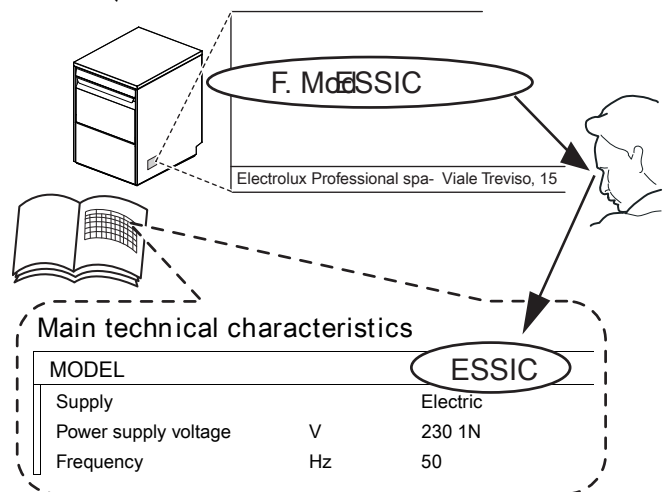 F. Mod. ESSIC
Electrolux Professional spa- Viale Treviso, 15
Main technical characteristics
MODEL ESSIC
Supply Electric
Power supply voltage V 230 1N
Frequency Hz 50